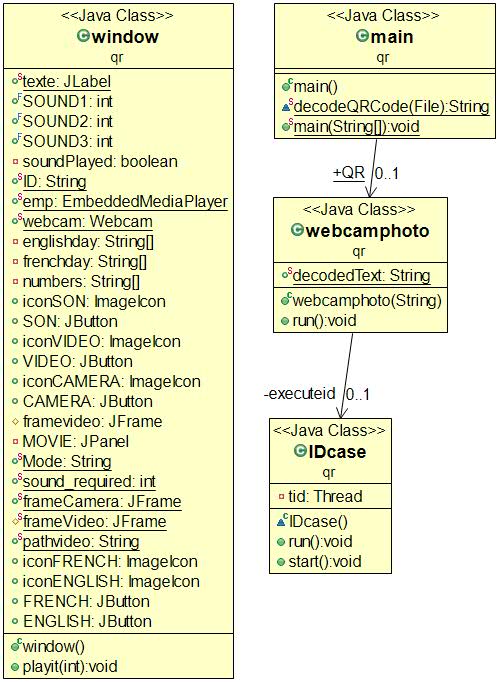 <<Java Class>>
window
qr
texte: JLabel
SOUND1: int
SOUND2: int
SOUND3: int
soundPlayed: boolean
ID: String
emp: EmbeddedMediaPlayer
webcam: Webcam
englishday: String[]
frenchday: String[]
numbers: String[]
iconSON: ImageIcon
SON: JButton
iconVIDEO: ImageIcon
VIDEO: JButton
iconCAMERA: ImageIcon
CAMERA: JButton
framevideo: JFrame
MOVIE: JPanel
Mode: String
sound_required: int
frameCamera: JFrame
frameVideo: JFrame
pathvideo: String
iconFRENCH: ImageIcon
iconENGLISH: ImageIcon
FRENCH: JButton
ENGLISH: JButton
window()
playit(int):void
<<Java Class>>
main
qr
main()
decodeQRCode(File):String
main(String[]):void
+QR 0..1
<<Java Class>>
webcamphoto
qr
decodedText: String
webcamphoto(String)
run():void
-executeid 0..1
<<Java Class>>
IDcase
qr
tid: Thread
IDcase()
run():void
start():void